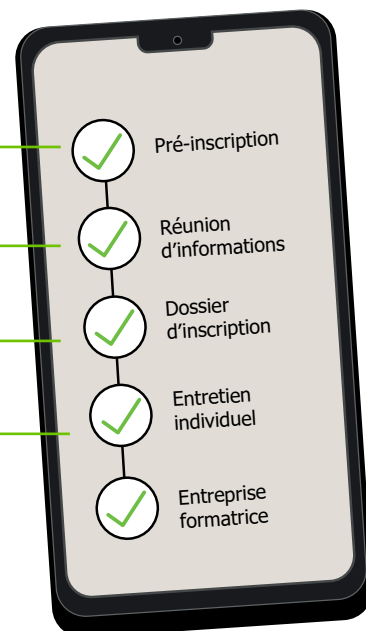 Pré-inscription
Réunion
d’informations
Dossier
d’inscription
Entretien
individuel
Entreprise
formatrice